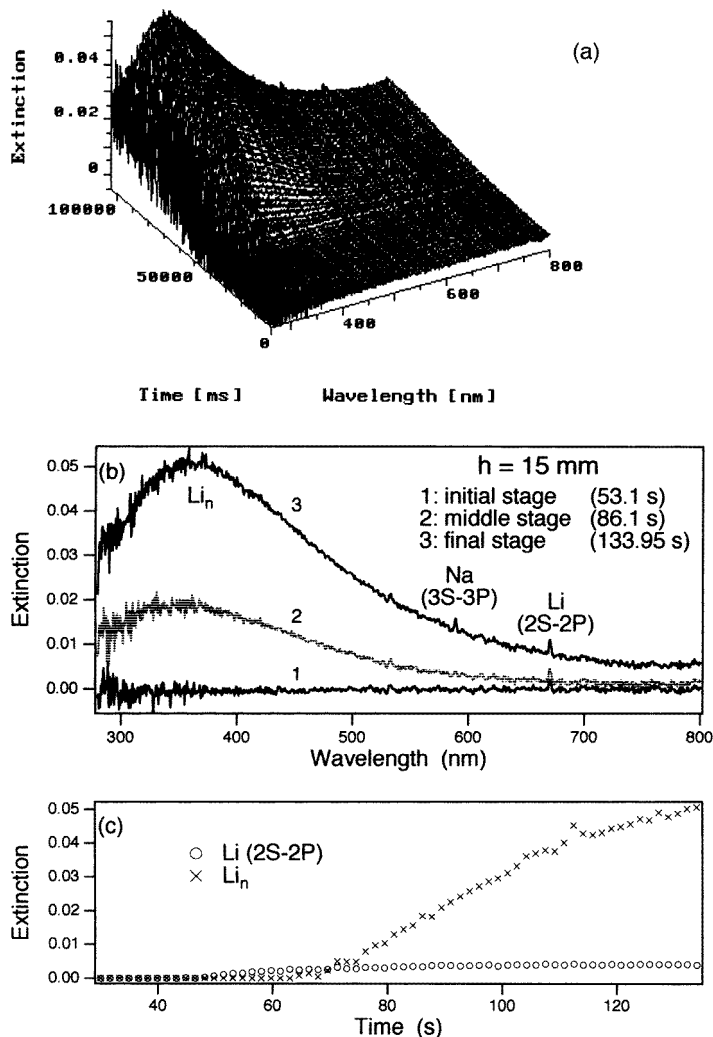 (a)
Extinction
0.04
0.02
0
100000
50000
0
400
600
800
Time [ms]
Wavelength [nm]
(b)
h = 15 mm
1: initial stage (53.1 s)
2: middle stage (86.1 s)
3: final stage (133.95 s)
Li_n
3
2
1
Na
(3S-3P)
Li
(2S-2P)
Extinction
0.05
0.04
0.03
0.02
0.01
0.00
300
400
500
600
700
800
Wavelength (nm)
(c)
Li (2S-2P)
Li_n
Extinction
0.05
0.04
0.03
0.02
0.01
0.00
40
60
80
100
120
Time (s)